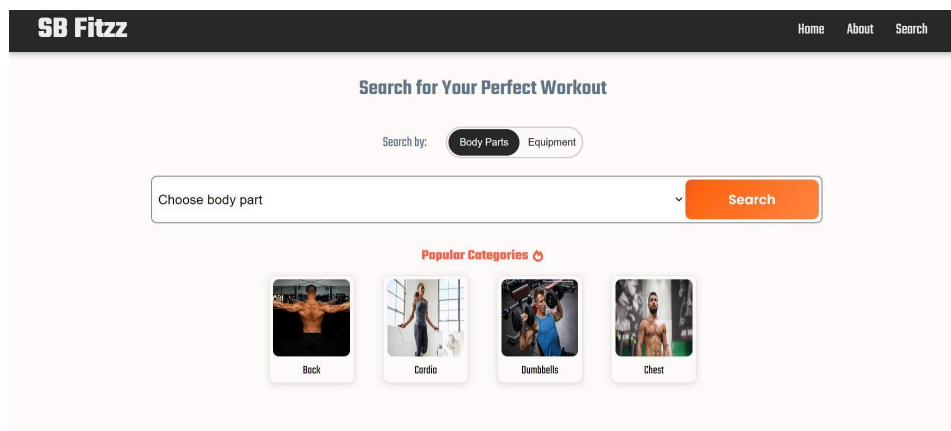 SB Fitzz
Home About Search
Search for Your Perfect Workout
Search by: Body Parts Equipment
Choose body part Search
Popular Categories
Back Cardio Dumbbells Chest